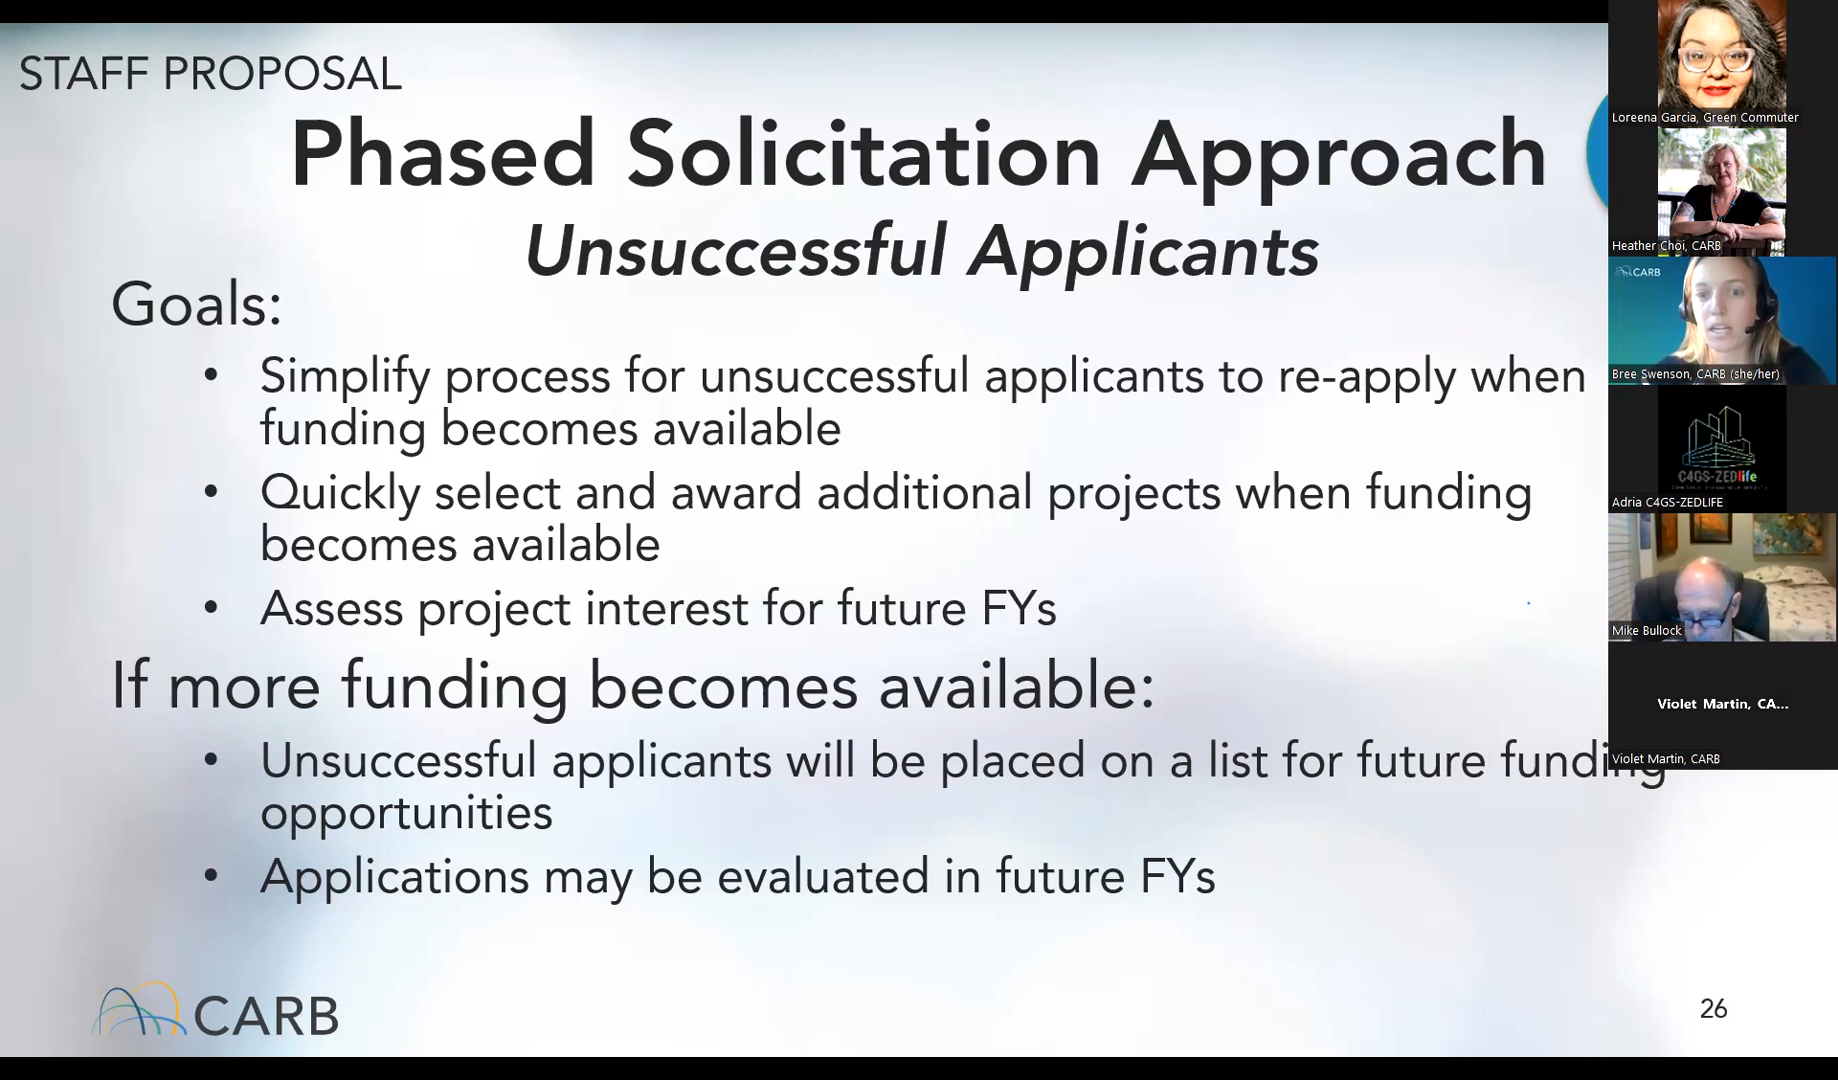 STAFF PROPOSAL
Phased Solicitation Approach
Unsuccessful Applicants
Goals:
• Simplify process for unsuccessful applicants to re-apply when
funding becomes available
• Quickly select and award additional projects when funding
becomes available
• Assess project interest for future FYs
If more funding becomes available:
• Unsuccessful applicants will be placed on a list for future funding
opportunities
• Applications may be evaluated in future FYs
CARB
26
Loreena Garcia, Green Commuter
Heather Choi, CARB
CARB
Bree Swenson, CARB (she/her)
C4GS-ZEDlife
Adria C4GS-ZEDLIFE
Mike Bullock
Violet Martin, CA...
Violet Martin, CARB